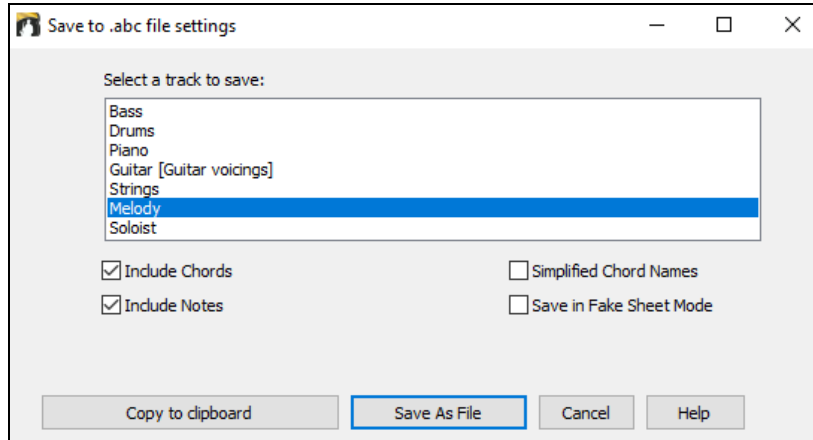 Save to .abc file settings
Select a track to save:
Bass
Drums
Piano
Guitar [Guitar voicings]
Strings
Melody
Soloist
Include Chords
Simplified Chord Names
Include Notes
Save in Fake Sheet Mode
Copy to clipboard
Save As File
Cancel
Help